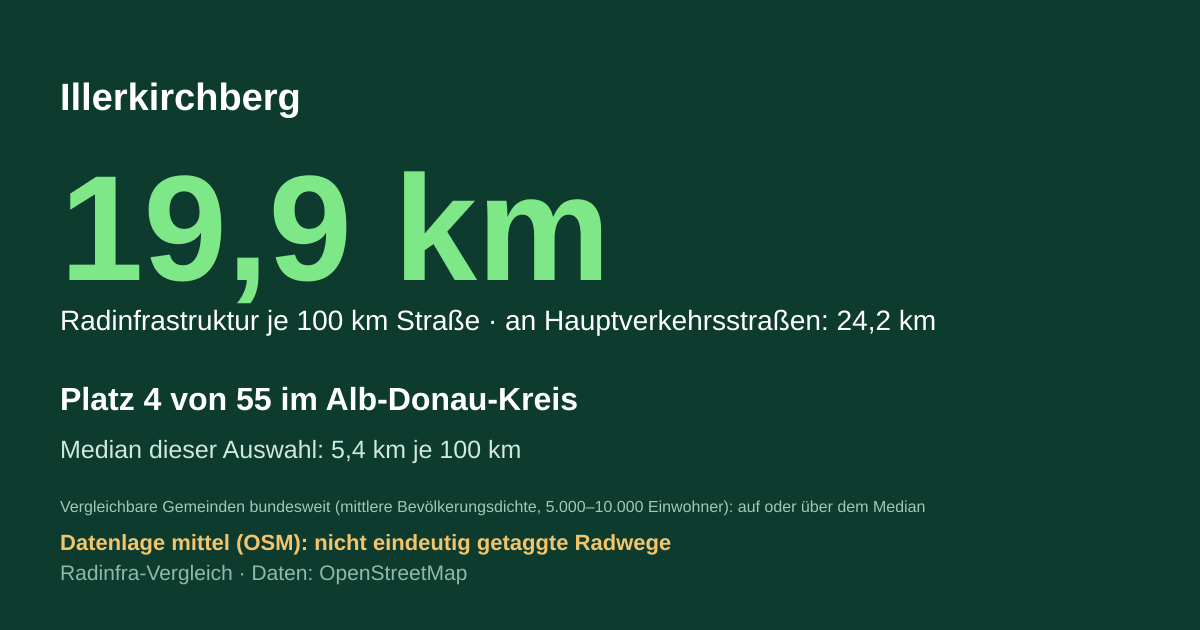 Illerkirchberg
19,9 km
Radinfrastruktur je 100 km Straße · an Hauptverkehrsstraßen: 24,2 km
Platz 4 von 55 im Alb-Donau-Kreis
Median dieser Auswahl: 5,4 km je 100 km
Vergleichbare Gemeinden bundesweit (mittlere Bevölkerungsdichte, 5.000–10.000 Einwohner): auf oder über dem Median
Datenlage mittel (OSM): nicht eindeutig getaggte Radwege
Radinfra-Vergleich · Daten: OpenStreetMap